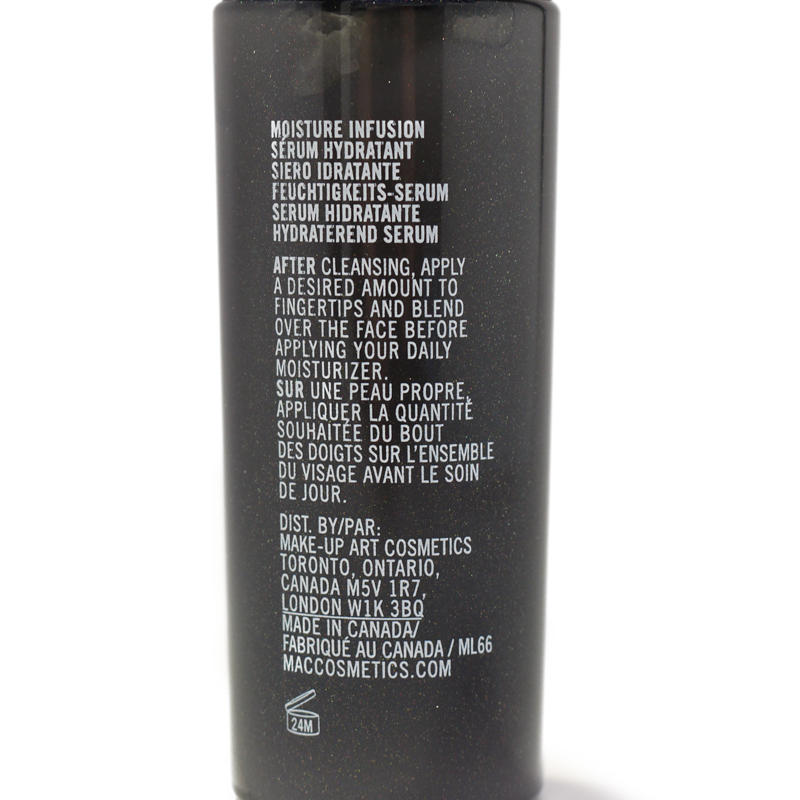 MOISTURE INFUSION
SÉRUM HYDRATANT
SIERO IDRATANTE
FEUCHTIGKEITS-SERUM
SERUM HIDRATANTE
HYDRATEREND SERUM
AFTER CLEANSING, APPLY
A DESIRED AMOUNT TO
FINGERTIPS AND BLEND
OVER THE FACE BEFORE
APPLYING YOUR DAILY
MOISTURIZER.
SUR UNE PEAU PROPRE,
APPLIQUER LA QUANTITÉ
SOUHAITÉE DU BOUT
DES DOIGTS SUR L'ENSEMBLE
DU VISAGE AVANT LE SOIN
DE JOUR.
DIST. BY/PAR:
MAKE-UP ART COSMETICS
TORONTO, ONTARIO,
CANADA M5V 1R7,
LONDON W1K 3BQ
MADE IN CANADA/
FABRIQUÉ AU CANADA / ML66
MACCOSMETICS.COM
24M